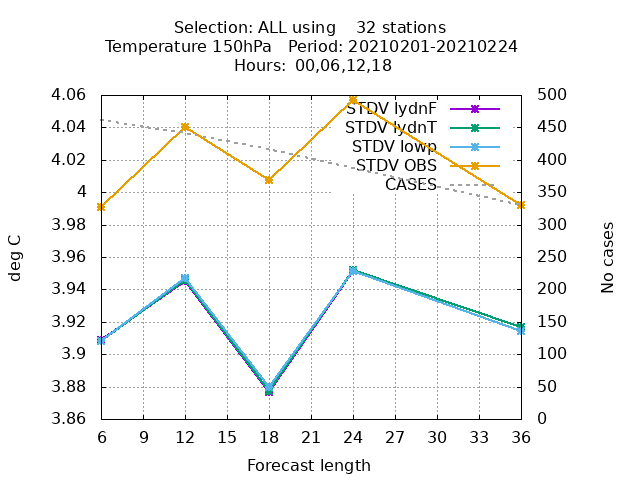 Selection: ALL using    32 stations
Temperature 150hPa   Period: 20210201-20210224
Hours:  00,06,12,18
4.06
4.04
4.02
4
3.98
3.96
3.94
3.92
3.9
3.88
3.86
deg C
STDV lydnF
STDV lydnT
STDV lowp
STDV OBS
CASES
500
450
400
350
300
250
200
150
100
50
0
No cases
6 9 12 15 18 21 24 27 30 33 36
Forecast length